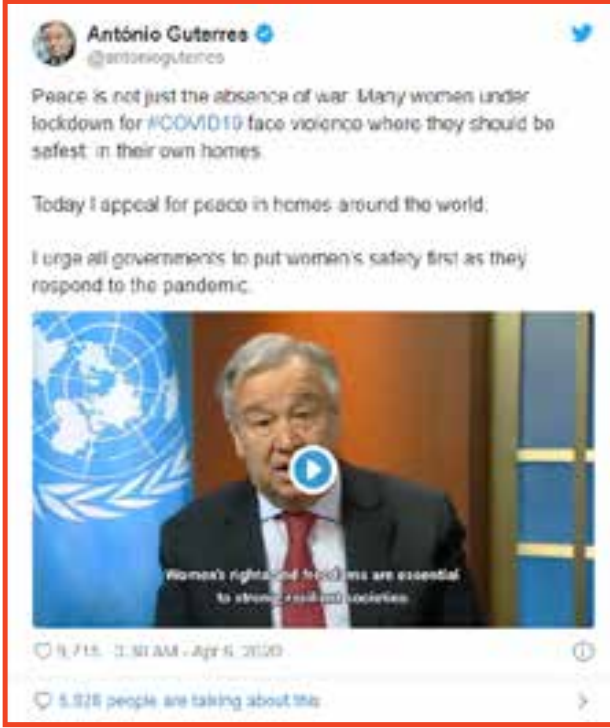 António Guterres
@antonioguterres
Peace is not just the absence of war. Many women under
lockdown for #COVID19 face violence where they should be
safest: in their own homes.
Today I appeal for peace in homes around the world.
I urge all governments to put women's safety first as they
respond to the pandemic.
Women's rights and freedoms are essential
to strong, resilient societies.
AM - Apr 6, 2020
people are talking about this